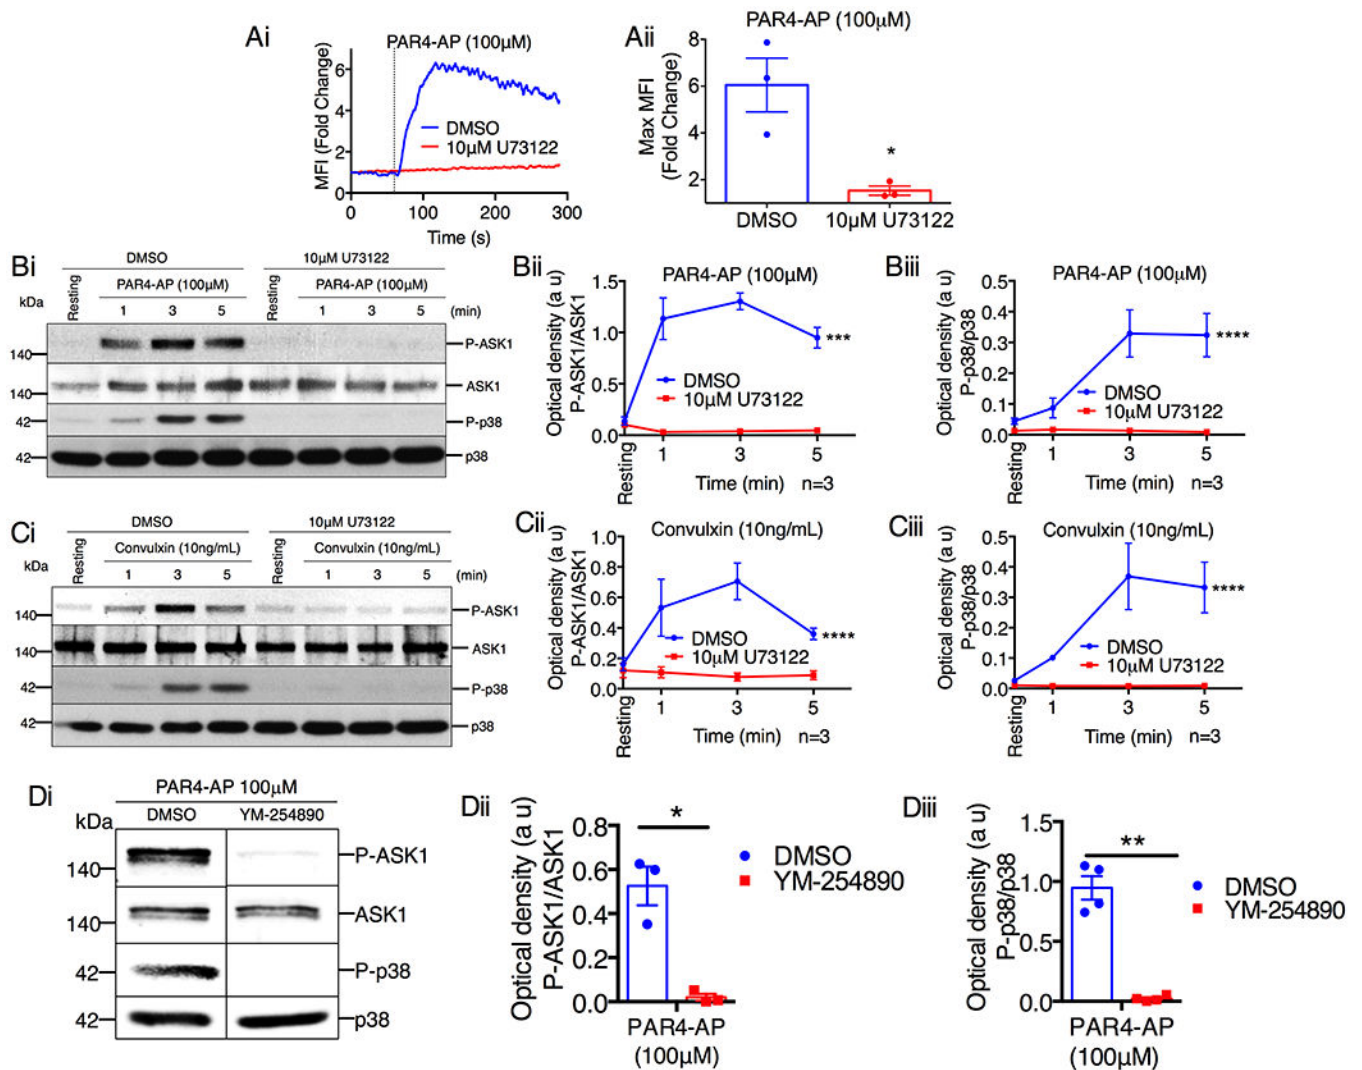 Ai
PAR4-AP (100µM)
MFI (Fold Change)
6
4
2
0
DMSO
10µM U73122
0
100
200
300
Time (s)
Aii
PAR4-AP (100µM)
Max MFI
(Fold Change)
8
6
4
2
*
DMSO
10µM U73122
Bi
DMSO
10µM U73122
kDa
Resting
PAR4-AP (100µM)
Resting
PAR4-AP (100µM)
1 3 5 1 3 5 (min)
140
P-ASK1
140
ASK1
42
P-p38
42
p38
Bii
PAR4-AP (100µM)
Optical density (a u)
P-ASK1/ASK1
1.5
1.0
0.5
0.0
***
DMSO
10µM U73122
Resting
1
3
5
Time (min) n=3
Biii
PAR4-AP (100µM)
Optical density (a u)
P-p38/p38
0.5
0.4
0.3
0.2
0.1
0.0
****
DMSO
10µM U73122
Resting
1
3
5
Time (min) n=3
Ci
DMSO
10µM U73122
kDa
Resting
Convulxin (10ng/mL)
Resting
Convulxin (10ng/mL)
1 3 5 1 3 5 (min)
140
P-ASK1
140
ASK1
42
P-p38
42
p38
Cii
Convulxin (10ng/mL)
Optical density (a u)
P-ASK1/ASK1
1.0
0.8
0.6
0.4
0.2
0.0
****
DMSO
10µM U73122
Resting
1
3
5
Time (min) n=3
Ciii
Convulxin (10ng/mL)
Optical density (a u)
P-p38/p38
0.5
0.4
0.3
0.2
0.1
0.0
****
DMSO
10µM U73122
Resting
1
3
5
Time (min) n=3
Di
PAR4-AP 100µM
kDa
DMSO
YM-254890
140
P-ASK1
140
ASK1
42
P-p38
42
p38
Dii
Optical density (a u)
P-ASK1/ASK1
0.8
0.6
0.4
0.2
0.0
*
DMSO
YM-254890
PAR4-AP
(100µM)
Diii
Optical density (a u)
P-p38/p38
1.5
1.0
0.5
0.0
**
DMSO
YM-254890
PAR4-AP
(100µM)